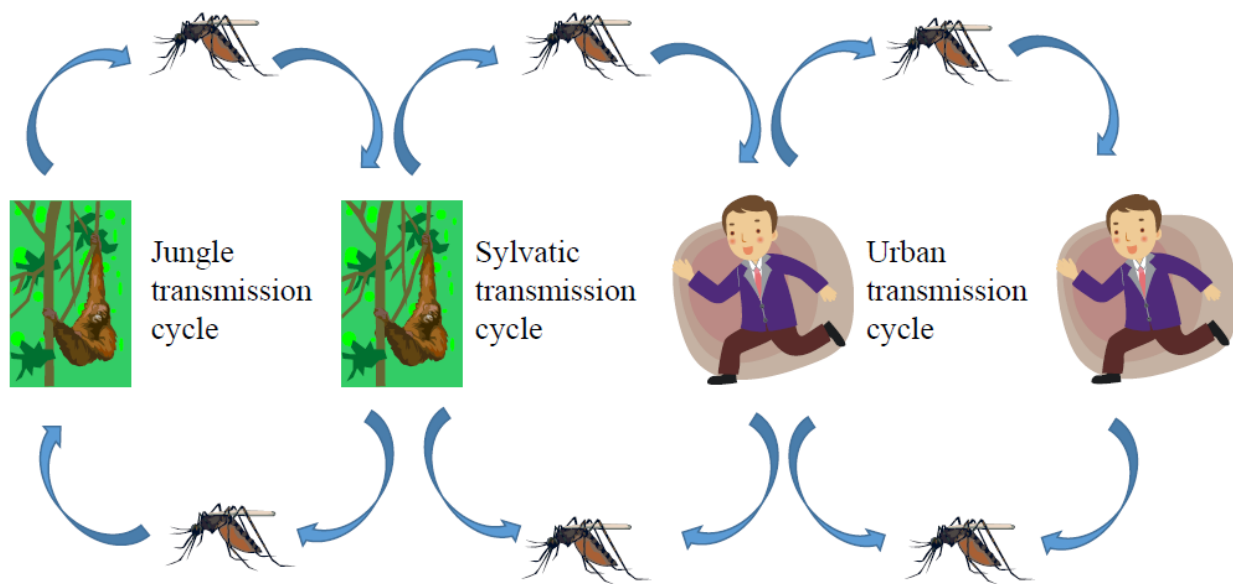 Jungle
transmission
cycle
Sylvatic
transmission
cycle
Urban
transmission
cycle